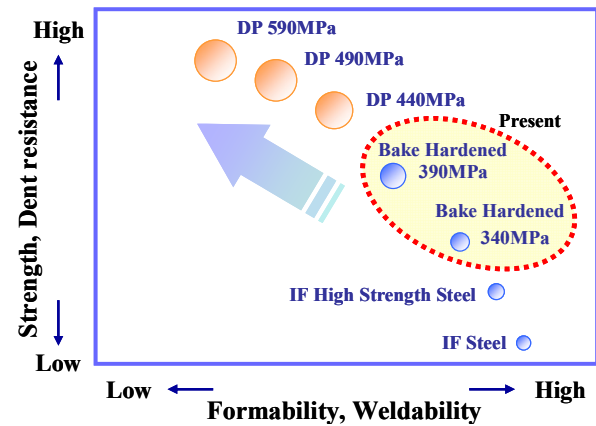 High
DP 590MPa
DP 490MPa
DP 440MPa
Present
Bake Hardened
390MPa
Bake Hardened
340MPa
IF High Strength Steel
IF Steel
Strength, Dent resistance
Low
Low
High
Formability, Weldability